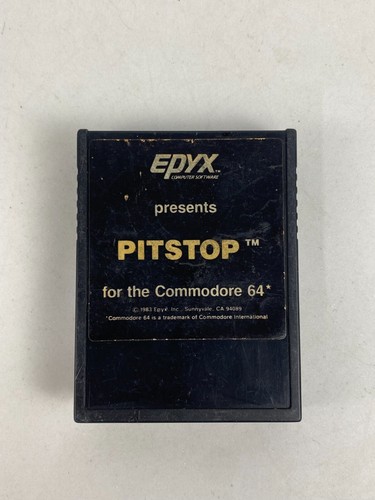 EPYX™
COMPUTER SOFTWARE
presents
PITSTOP™
for the Commodore 64*
© 1983 Epyx, Inc., Sunnyvale, CA 94089
*Commodore 64 is a trademark of Commodore International